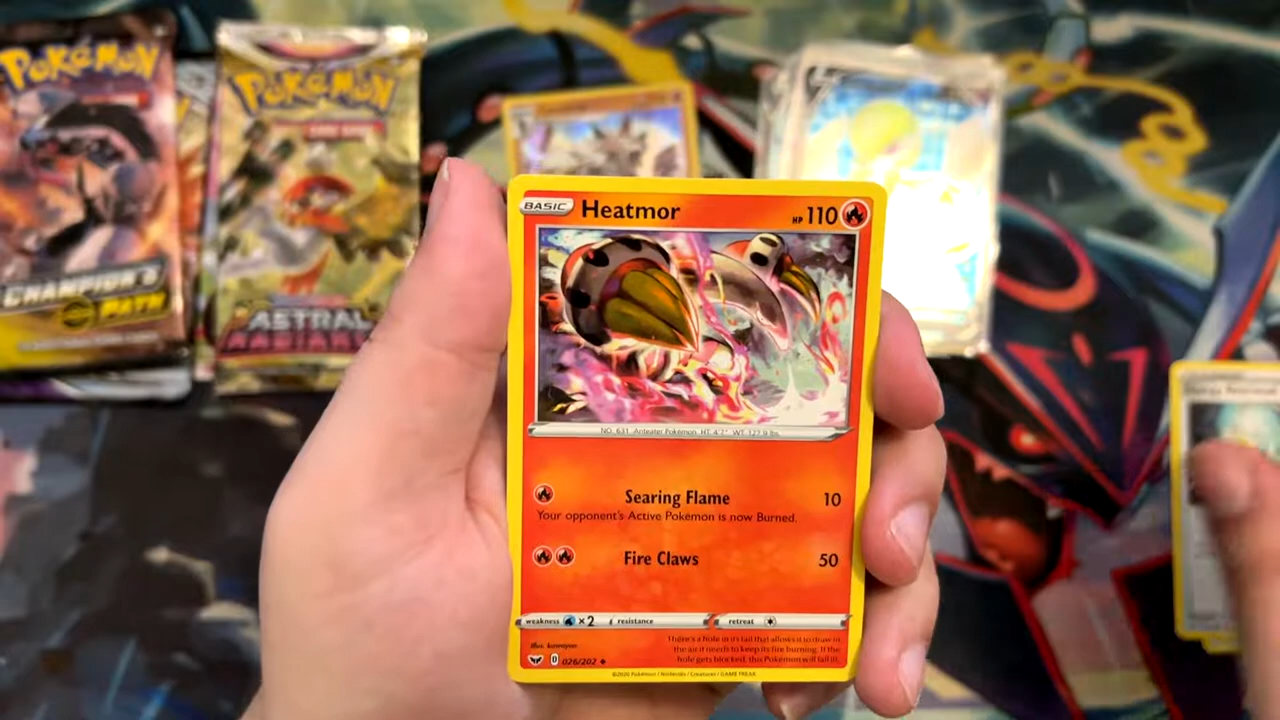 Pokémon
CHAMPION'S
PATH
Pokémon
ASTRAL
RADIANCE
BASIC Heatmor HP 110
NO. 631 Anteater Pokémon HT: 4'7" WT: 127.9 lbs.
Searing Flame 10
Your opponent's Active Pokémon is now Burned.
Fire Claws 50
weakness ×2 resistance retreat
There's a hole in its tail that allows it to draw in
the air it needs to keep its fire burning. If the
hole gets blocked, this Pokémon will fall ill.
Illus. kawayoo
D 026/202
©2020 Pokémon / Nintendo / Creatures / GAME FREAK